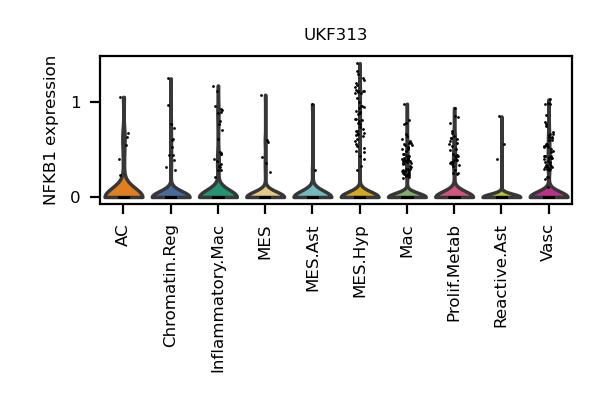 UKF313
NFKB1 expression
1
0
AC
Chromatin.Reg
Inflammatory.Mac
MES
MES.Ast
MES.Hyp
Mac
Prolif.Metab
Reactive.Ast
Vasc